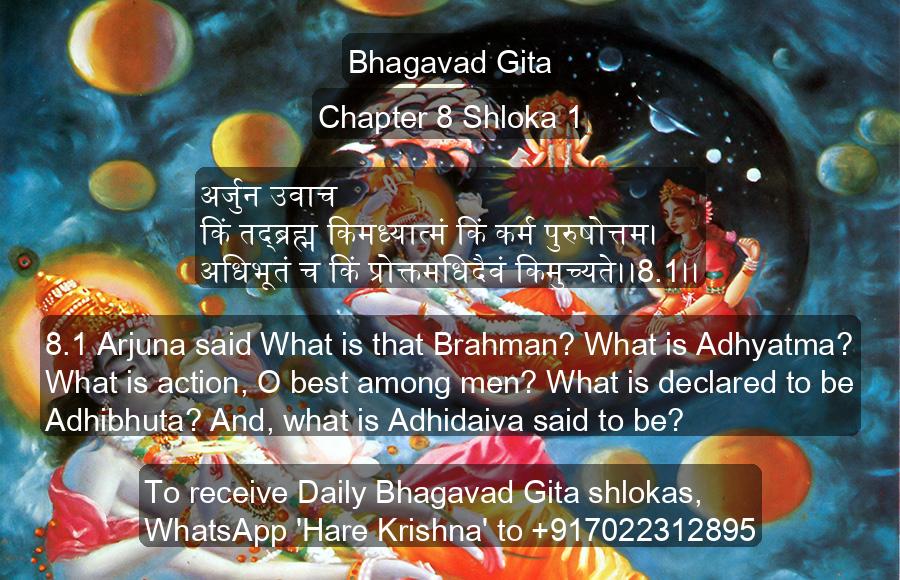 Bhagavad Gita
Chapter 8 Shloka 1
अर्जुन उवाच
किं तद्ब्रह्म किमध्यात्मं किं कर्म पुरुषोत्तम।
अधिभूतं च किं प्रोक्तमधिदैवं किमुच्यते।।8.1।।
8.1 Arjuna said What is that Brahman? What is Adhyatma?
What is action, O best among men? What is declared to be
Adhibhuta? And, what is Adhidaiva said to be?
To receive Daily Bhagavad Gita shlokas,
WhatsApp 'Hare Krishna' to +917022312895